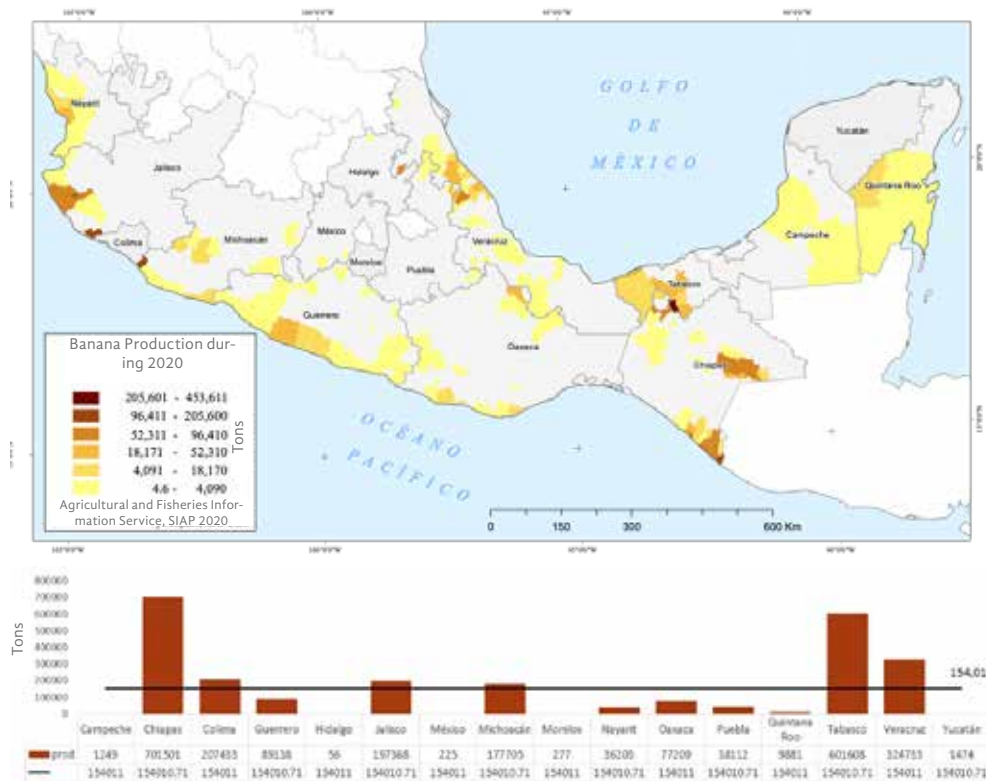 GOLFO
DE
MÉXICO
Yucatán
Nayarit
Quintana Roo
Jalisco
Hidalgo
Campeche
Colima
Michoacán
México
Veracruz
Morelos
Puebla
Tabasco
Guerrero
Oaxaca
Chiapas
OCÉANO
PACÍFICO
Banana Production dur-
ing 2020
205,601 - 453,611
96,411 - 205,600
52,311 - 96,410
18,171 - 52,310
4,091 - 18,170
4.6 - 4,090
Tons
Agricultural and Fisheries Infor-
mation Service, SIAP 2020
0 150 300 600 Km
Tons
800000
700000
600000
500000
400000
300000
200000
100000
0
154,01
Campeche Chiapas Colima Guerrero Hidalgo Jalisco México Michoacán Morelos Nayarit Oaxaca Puebla Quintana Roo Tabasco Veracruz Yucatán
prod 1249 701501 207433 56 197368 225 177705 277 77209 38112 9881 601608 1474
154011 154010.71 154011 154010.71 154011 154010.71 154011 154010.71 154011 154010.71 154011 154010.71 154011 154010.71 154011 154010.71